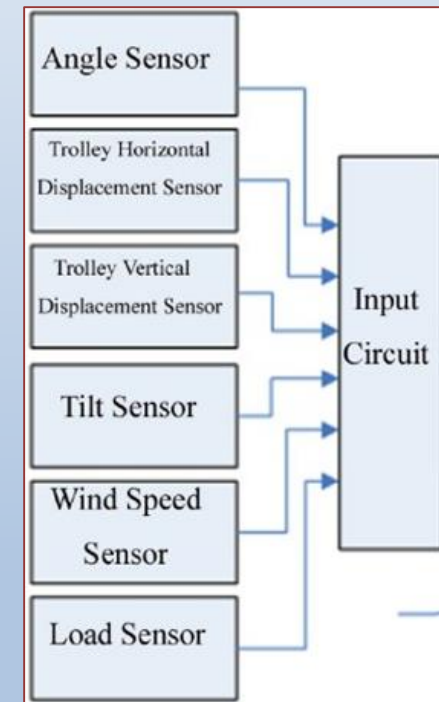 Angle Sensor
Trolley Horizontal
Displacement Sensor
Trolley Vertical
Displacement Sensor
Tilt Sensor
Wind Speed
Sensor
Load Sensor
Input
Circuit